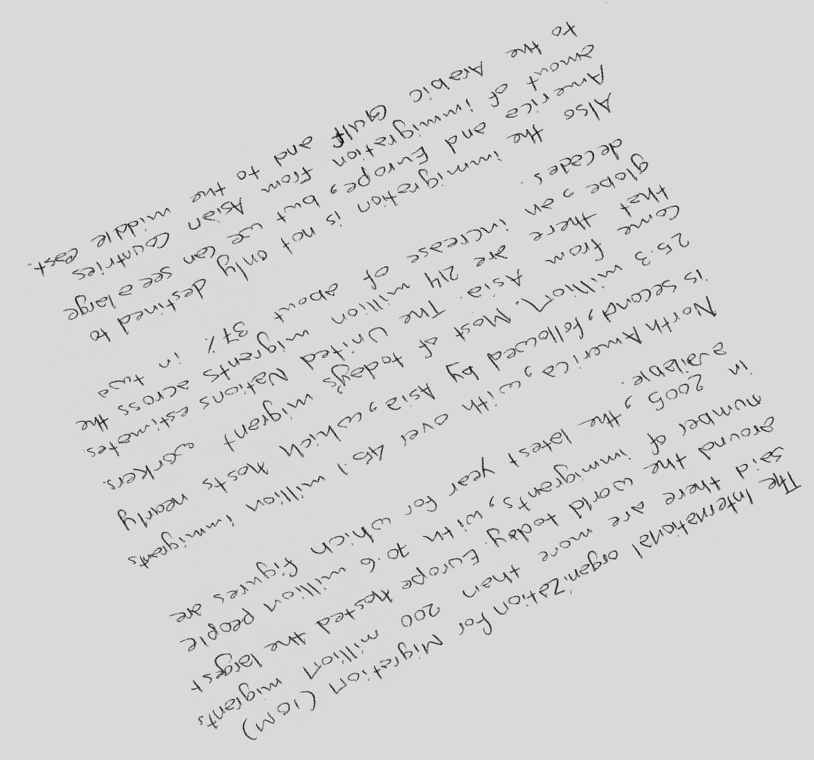 The International organization for Migration (IOM)
said there are more than 200 million migrants
around the world today. Europe hosted the largest
number of immigrants, with 70.6 million people
in 2005, the latest year for which figures are
available.
North America, with over 45.1 million immigrants
is second, followed by Asia, which hosts nearly
25.3 million. Most of today's migrant workers
come from Asia. The United Nations estimates.
that there are 214 million migrants across the
globe, an increase of about 37% in two
decades.
Also the immigration is not only destined to
America and Europe, but we can see a large
amout of immigration from Asian countries
to the Arabic Gulf and to the middle east.